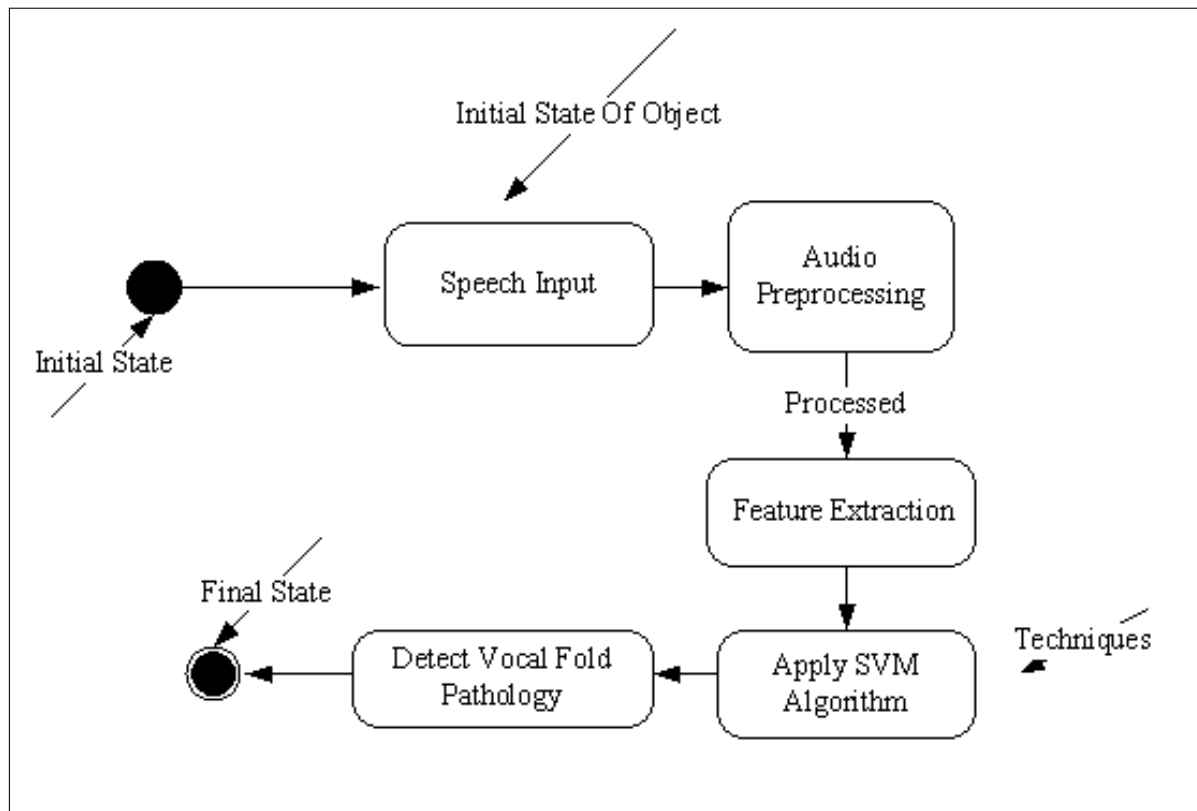 Initial State Of Object
Speech Input
Audio
Preprocessing
Initial State
Processed
Feature Extraction
Techniques
Apply SVM
Algorithm
Detect Vocal Fold
Pathology
Final State